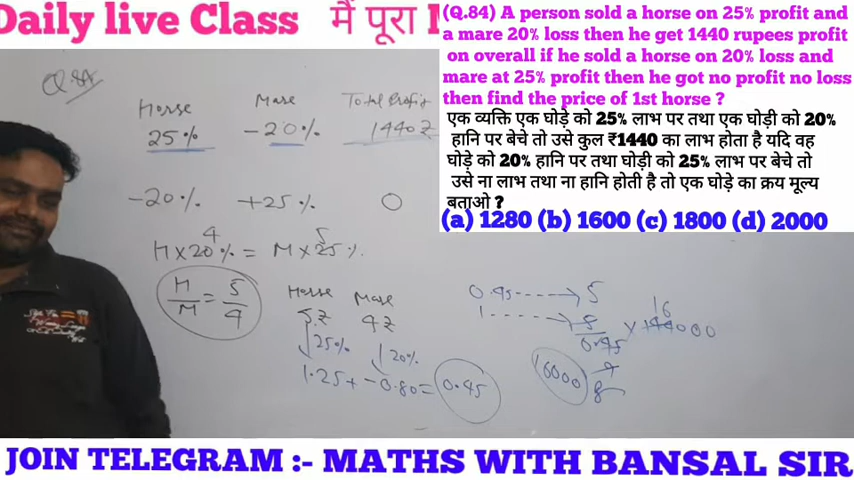 Daily live Class में पूरा
(Q.84) A person sold a horse on 25% profit and
a mare 20% loss then he get 1440 rupees profit
on overall if he sold a horse on 20% loss and
mare at 25% profit then he got no profit no loss
then find the price of 1st horse ?
एक व्यक्ति एक घोड़े को 25% लाभ पर तथा एक घोड़ी को 20%
हानि पर बेचे तो उसे कुल ₹1440 का लाभ होता है यदि वह
घोड़े को 20% हानि पर तथा घोड़ी को 25% लाभ पर बेचे तो
उसे ना लाभ तथा ना हानि होती है तो एक घोड़े का क्रय मूल्य
बताओ ?
(a) 1280 (b) 1600 (c) 1800 (d) 2000
Q.84
Horse Mare Total Profit
25% -20% 1440₹
-20% +25% 0
4 5
H×20% = M×25%
H/M = 5/4
Horse Mare
5₹ 4₹
25% 20%
1.25 + -0.80 = 0.45
0.45 -----> 5
16
1 -----> 5/0.45 × 144000
16000
JOIN TELEGRAM :- MATHS WITH BANSAL SIR